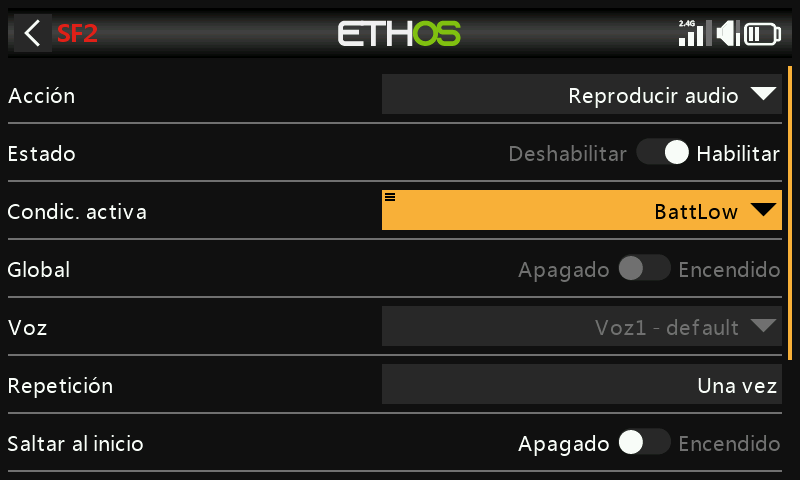 SF2 ETHOS 2.4G
Acción Reproducir audio
Estado Deshabilitar Habilitar
Condic. activa BattLow
Global Apagado Encendido
Voz Voz1 - default
Repetición Una vez
Saltar al inicio Apagado Encendido